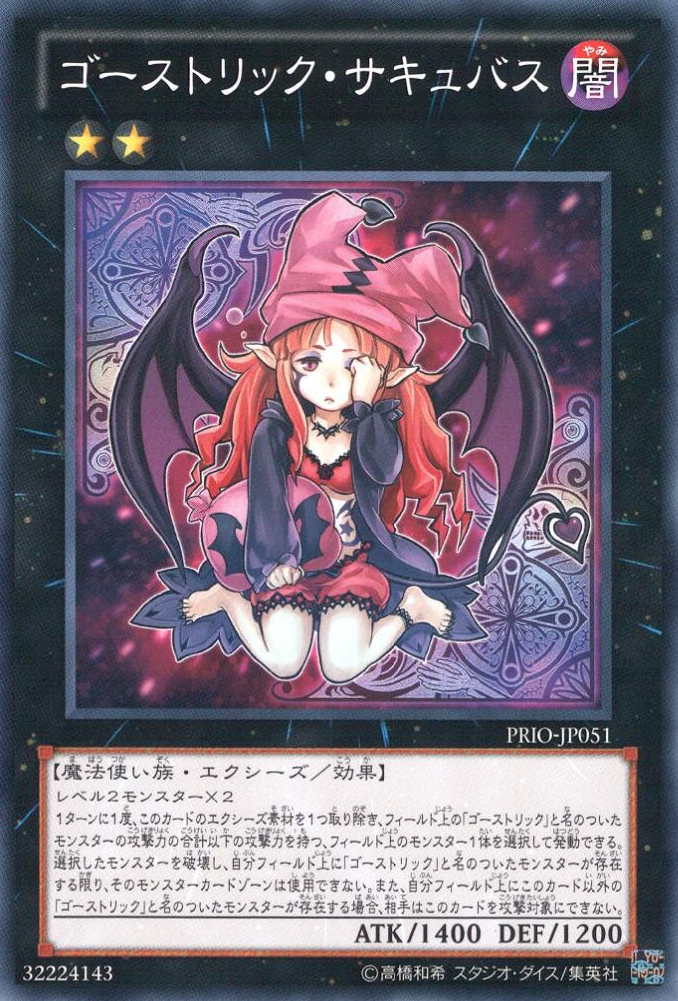 ゴーストリック・サキュバス
やみ
闇
PRIO-JP051
【魔法使い族・エクシーズ/効果】
レベル2モンスター×2
1ターンに1度、このカードのエクシーズ素材を1つ取り除き、フィールド上の「ゴーストリック」と名のついた
モンスターの攻撃力の合計以下の攻撃力を持つ、フィールド上のモンスター1体を選択して発動できる。
選択したモンスターを破壊し、自分フィールド上に「ゴーストリック」と名のついたモンスターが存在
する限り、そのモンスターカードゾーンは使用できない。また、自分フィールド上にこのカード以外の
「ゴーストリック」と名のついたモンスターが存在する場合、相手はこのカードを攻撃対象にできない。
ATK/1400 DEF/1200
32224143
©高橋和希 スタジオ・ダイス/集英社